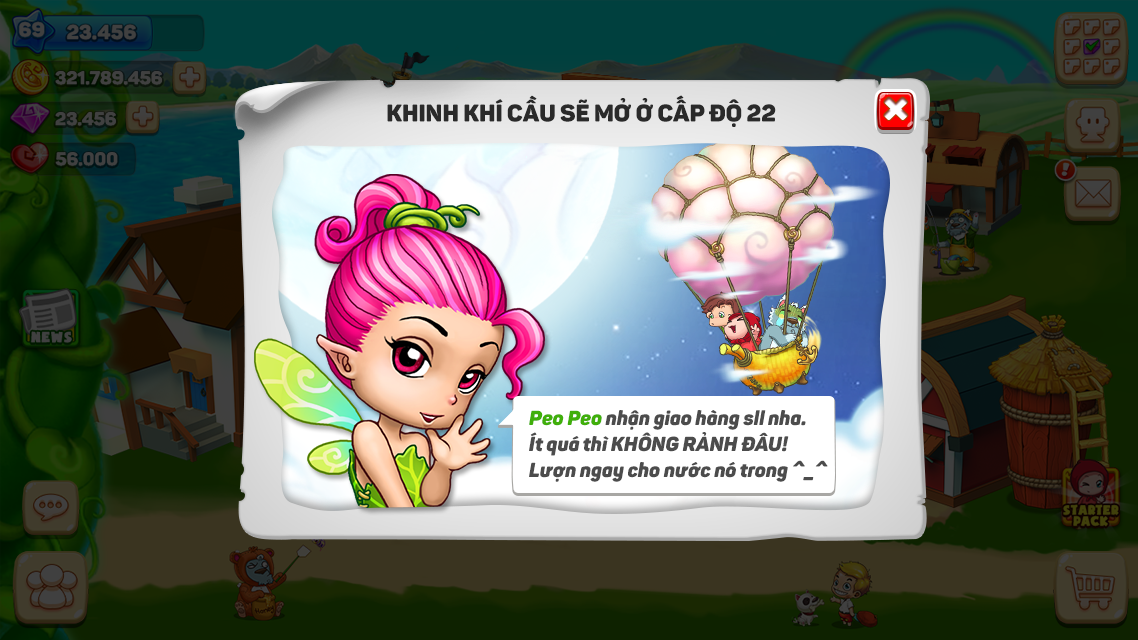 69 23.456
321.789.456
23.456
56.000
KHINH KHÍ CẦU SẼ MỞ Ở CẤP ĐỘ 22
Peo Peo nhận giao hàng sll nha.
Ít quá thì KHÔNG RẢNH ĐÂU!
Lượn ngay cho nước nó trong ^_^
NEWS
!
STARTER
PACK